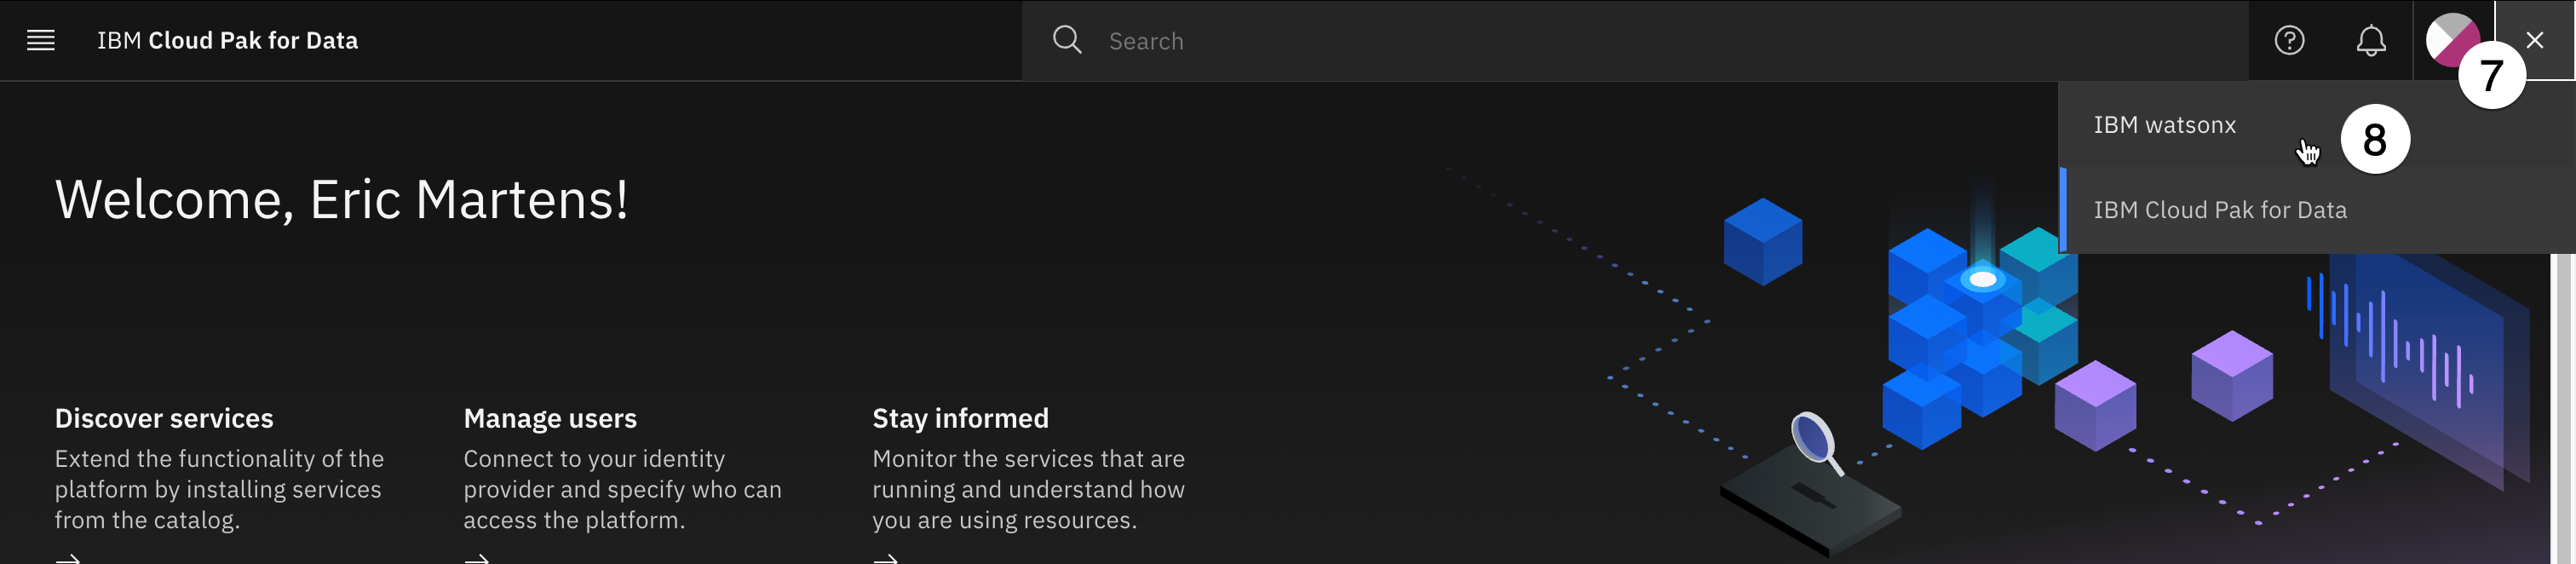 IBM Cloud Pak for Data
Search
7
IBM watsonx
8
IBM Cloud Pak for Data
Welcome, Eric Martens!
Discover services
Extend the functionality of the
platform by installing services
from the catalog.
Manage users
Connect to your identity
provider and specify who can
access the platform.
Stay informed
Monitor the services that are
running and understand how
you are using resources.